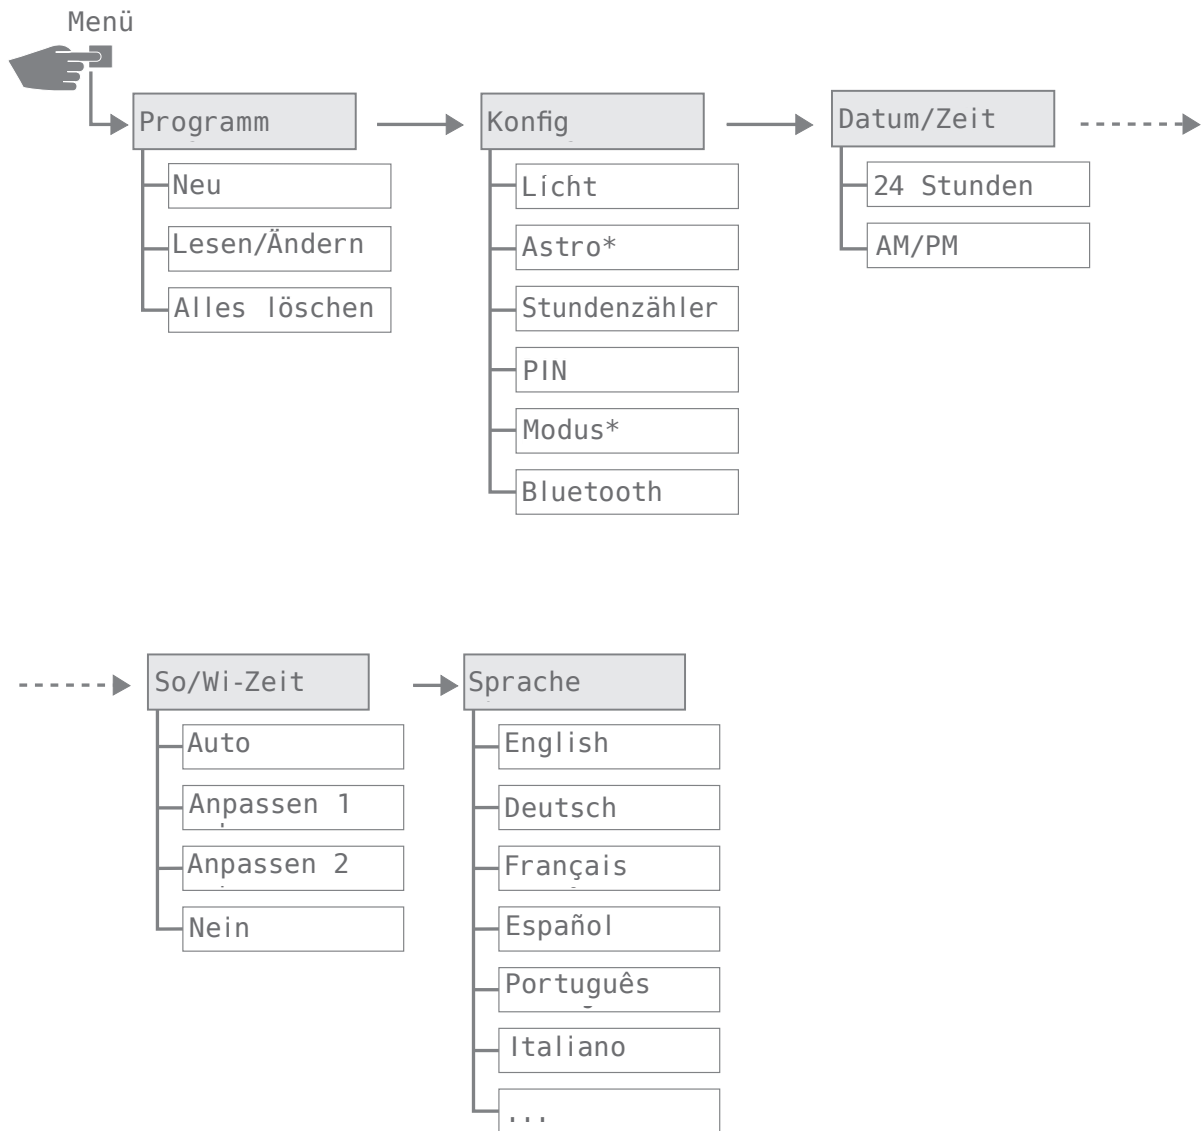 Menü
Programm
Neu
Lesen/Ändern
Alles löschen
Konfig
Licht
Astro*
Stundenzähler
PIN
Modus*
Bluetooth
Datum/Zeit
24 Stunden
AM/PM
So/Wi-Zeit
Auto
Anpassen 1
Anpassen 2
Nein
Sprache
English
Deutsch
Français
Español
Português
Italiano
...